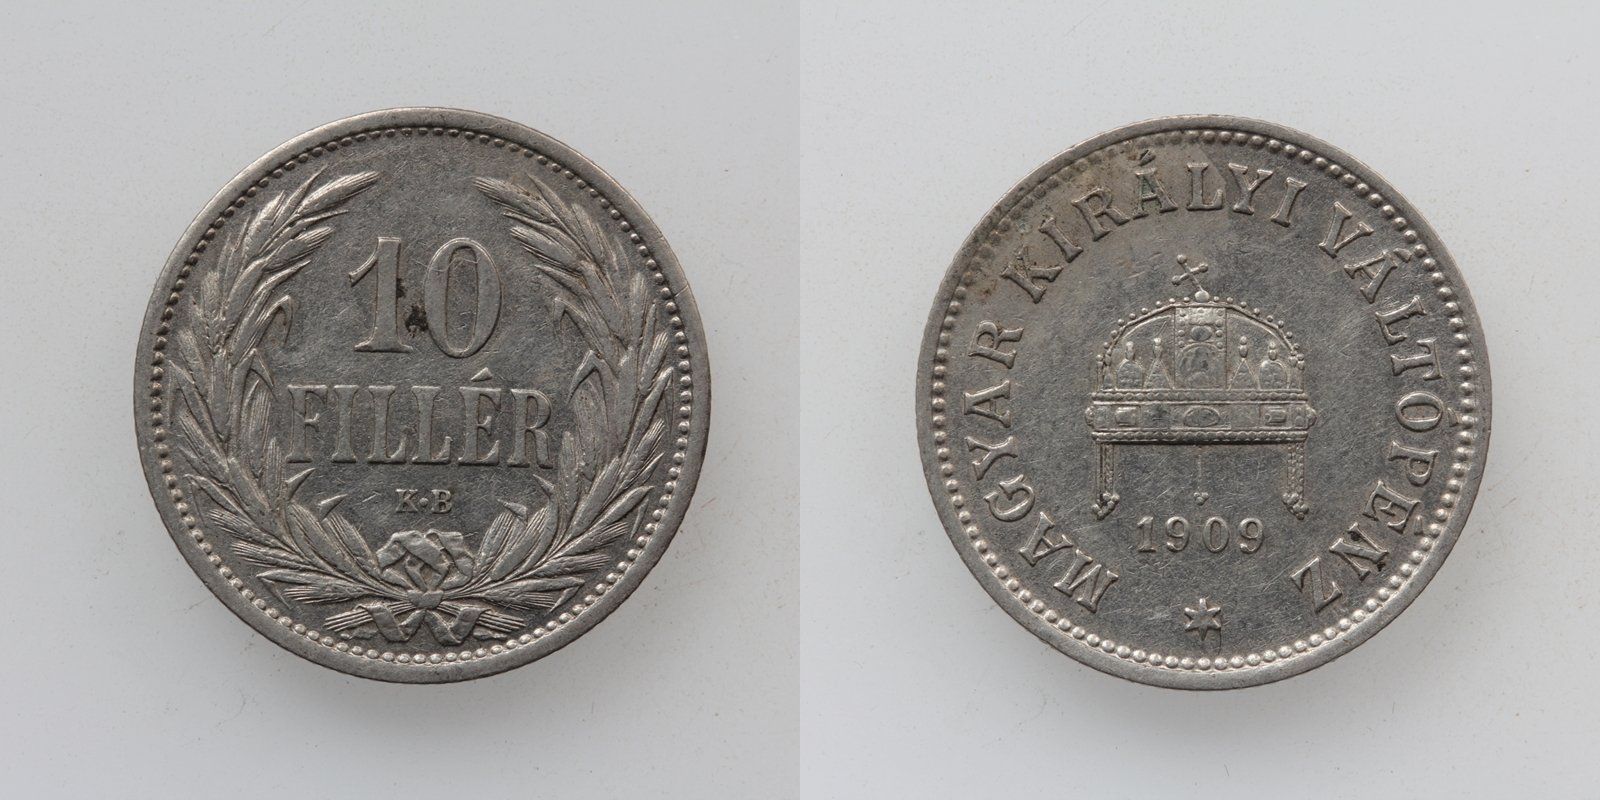 10
FILLÉR
K·B
MAGYAR KIRÁLYI VÁLTÓPÉNZ
1909